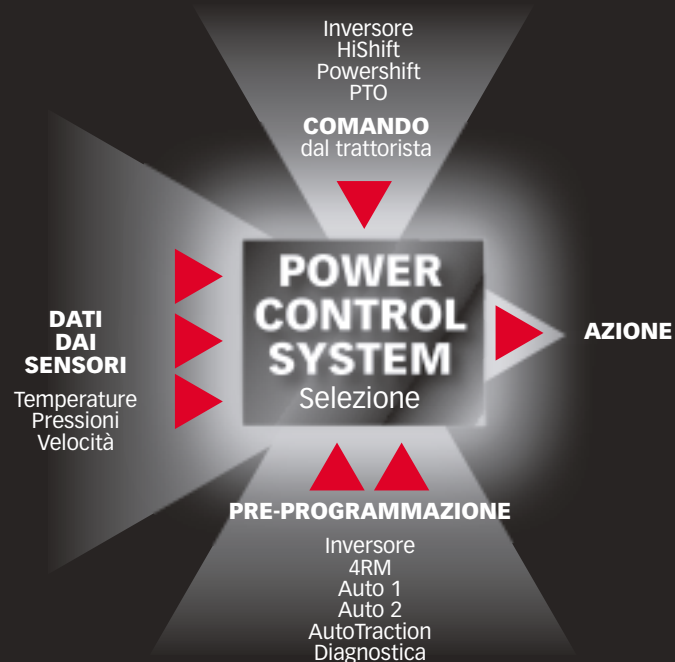 Inversore
HiShift
Powershift
PTO
COMANDO
dal trattorista
POWER
CONTROL
SYSTEM
Selezione
DATI
DAI
SENSORI
Temperature
Pressioni
Velocità
AZIONE
PRE-PROGRAMMAZIONE
Inversore
4RM
Auto 1
Auto 2
AutoTraction
Diagnostica